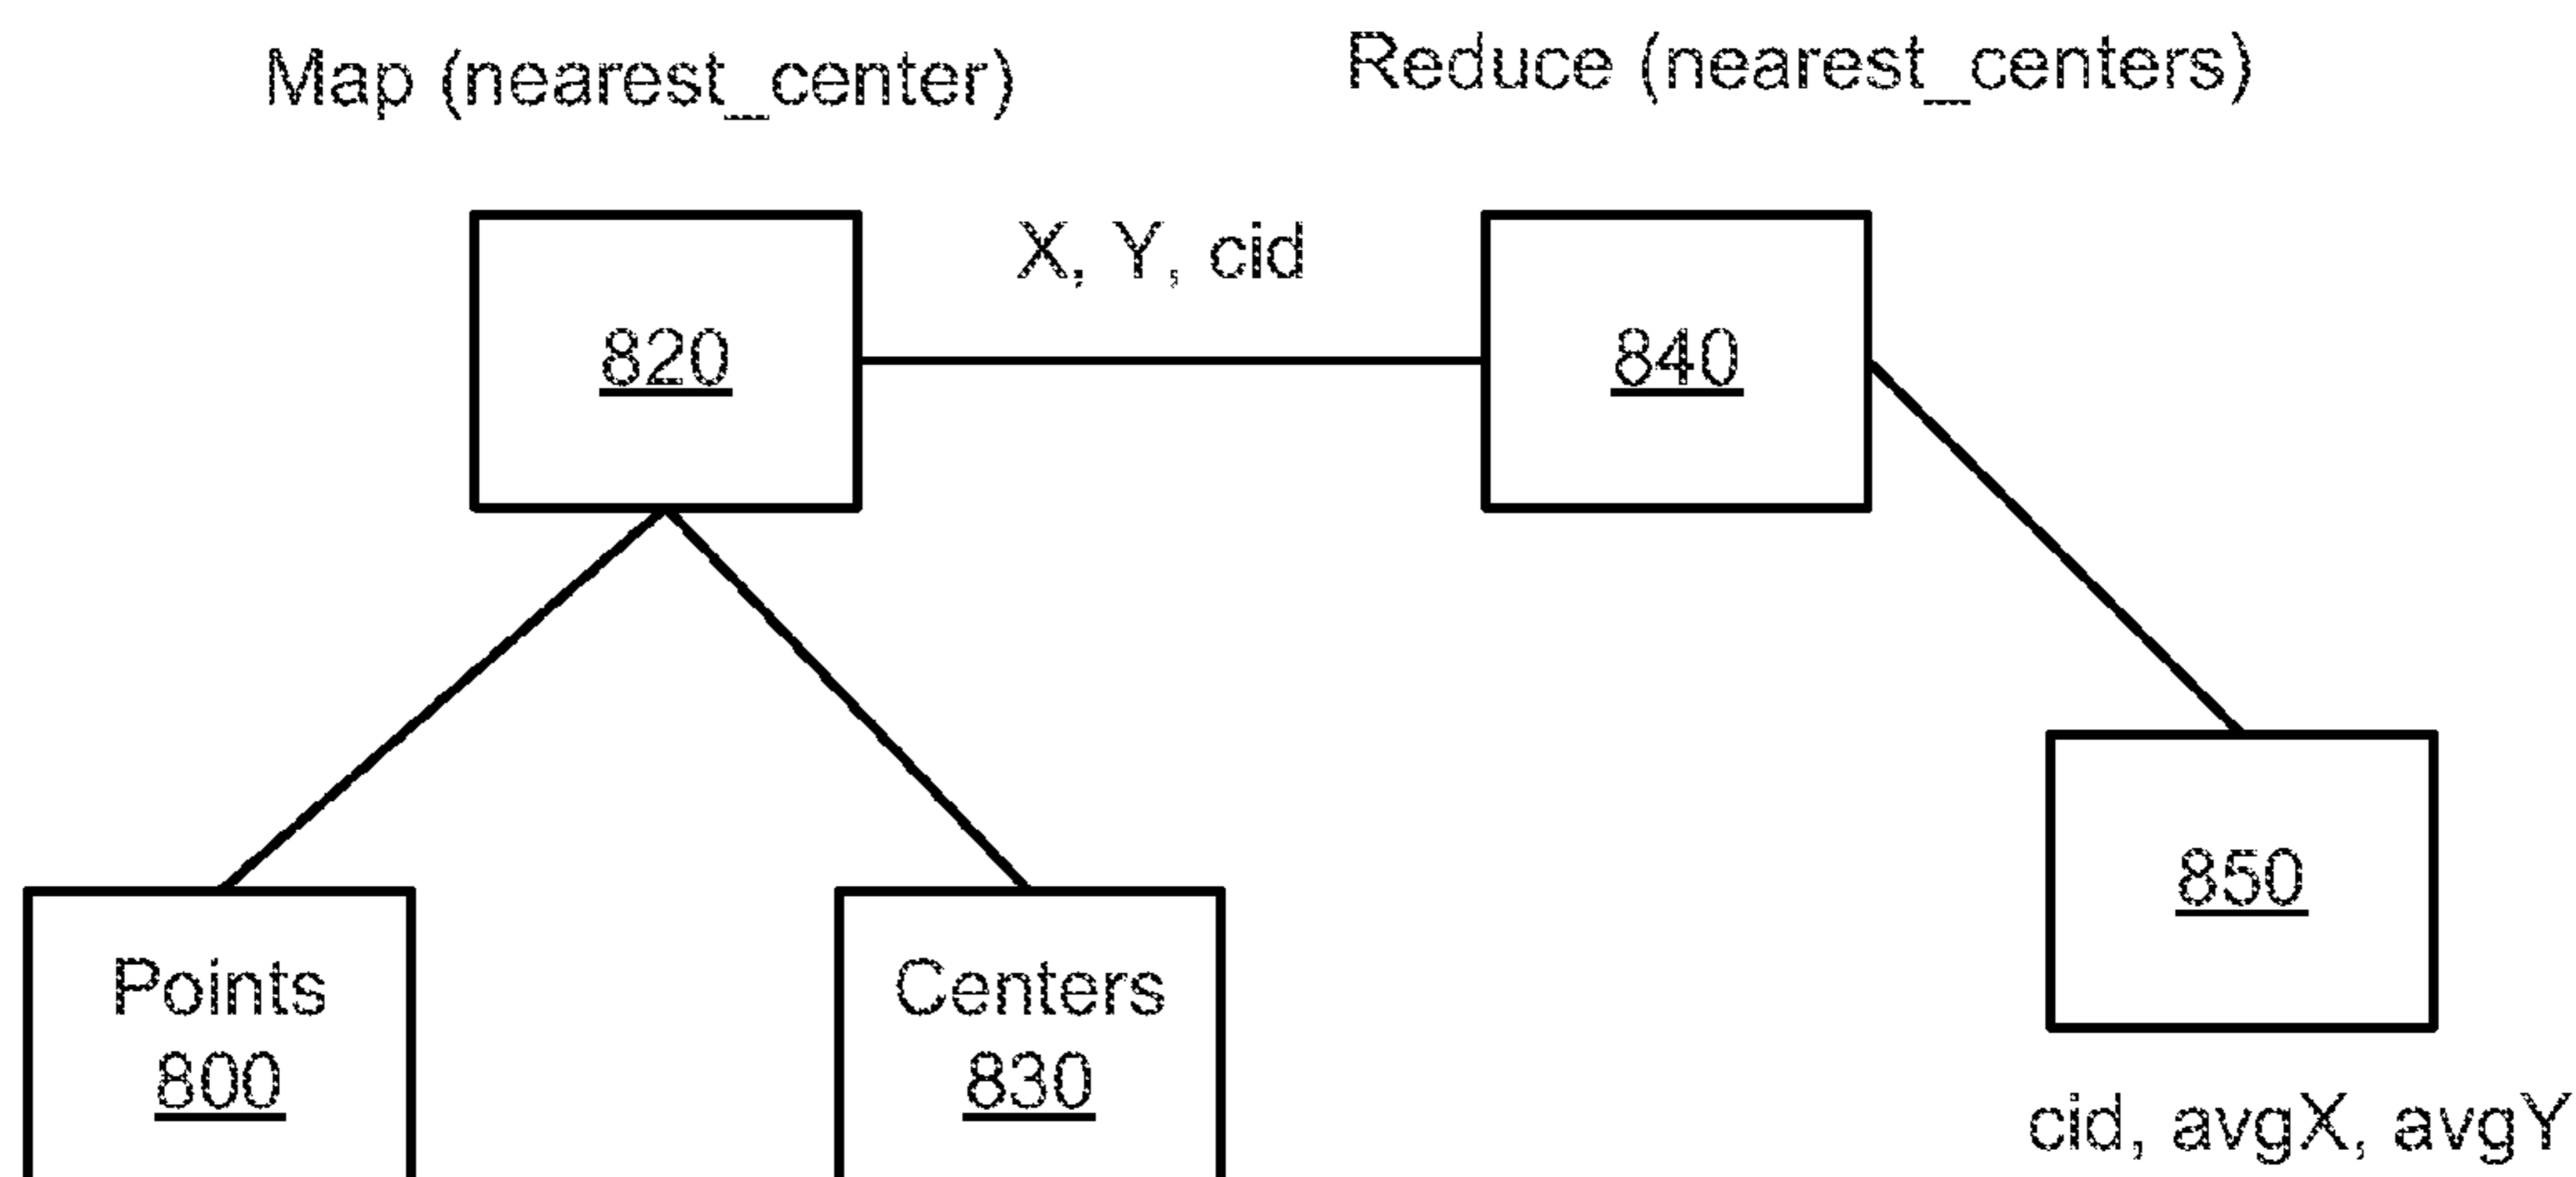 Map (nearest_center)
Reduce (nearest_centers)
X, Y, cid
820
840
850
Points
800
Centers
830
cid, avgX, avgY